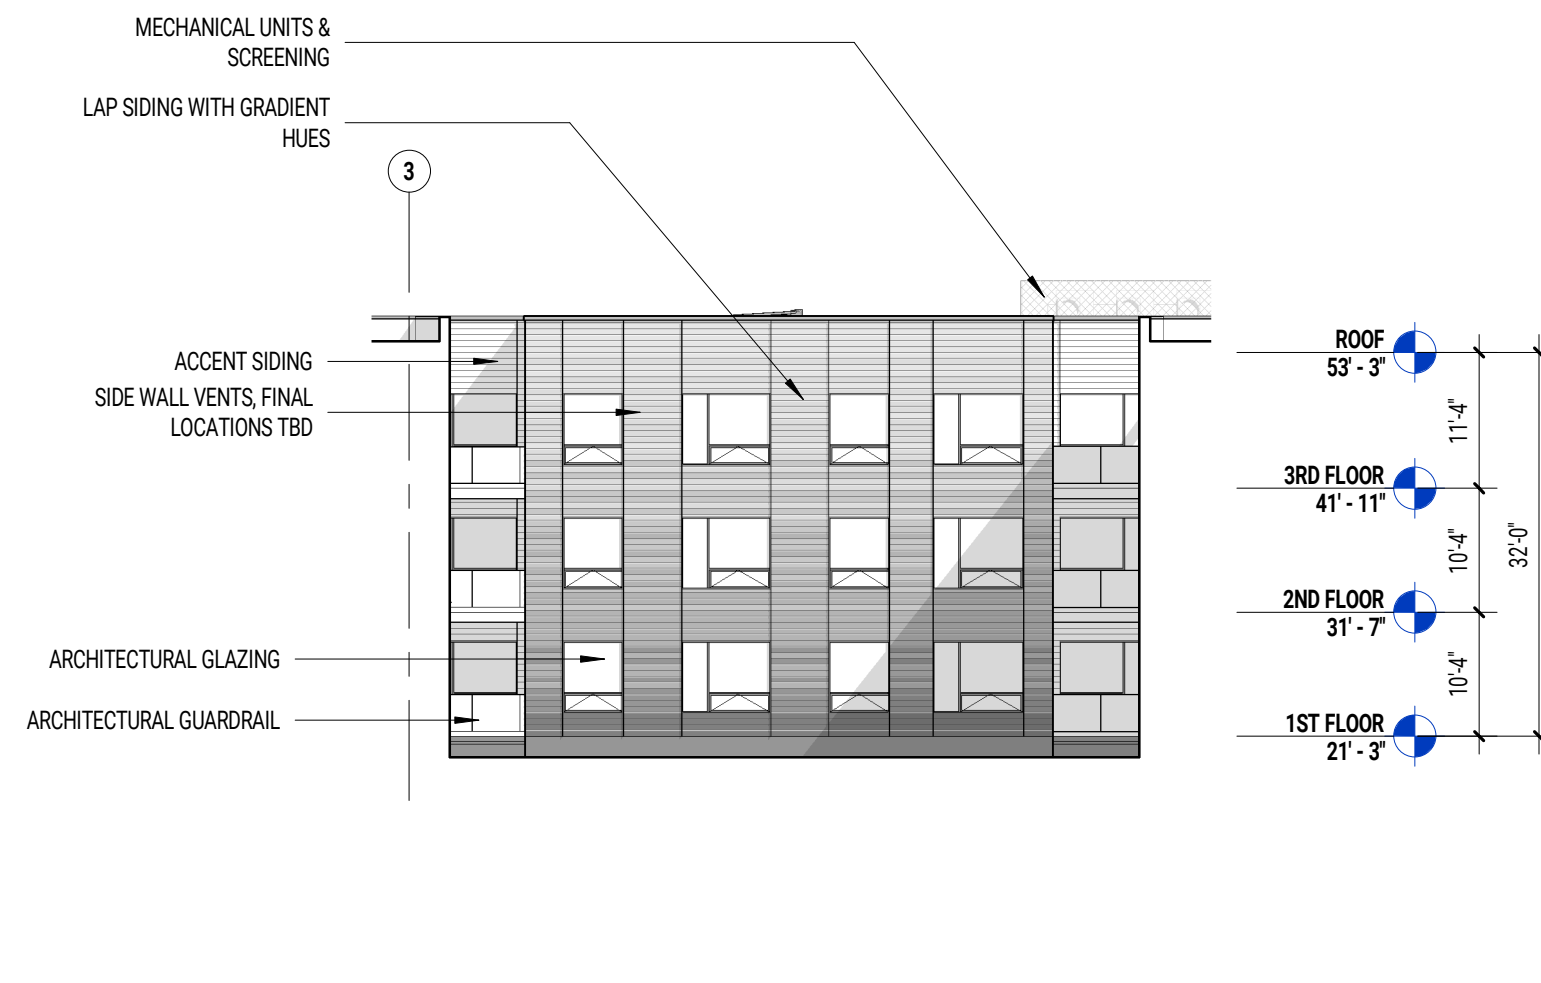 MECHANICAL UNITS &
SCREENING
LAP SIDING WITH GRADIENT
HUES
3
ACCENT SIDING
SIDE WALL VENTS, FINAL
LOCATIONS TBD
ARCHITECTURAL GLAZING
ARCHITECTURAL GUARDRAIL
ROOF
53' - 3"
11'-4"
3RD FLOOR
41' - 11"
10'-4"
32'-0"
2ND FLOOR
31' - 7"
10'-4"
1ST FLOOR
21' - 3"